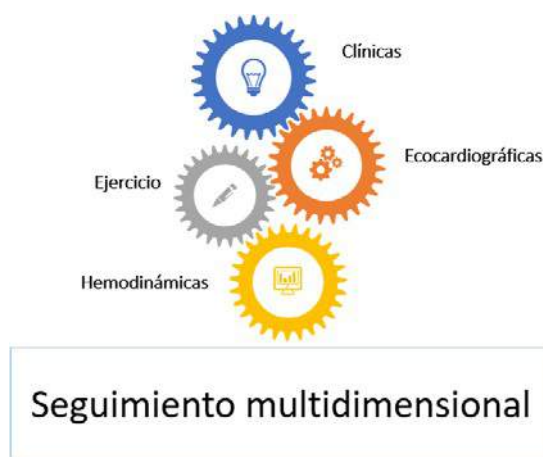 Clínicas
Ecocardiográficas
Ejercicio
Hemodinámicas
Seguimiento multidimensional